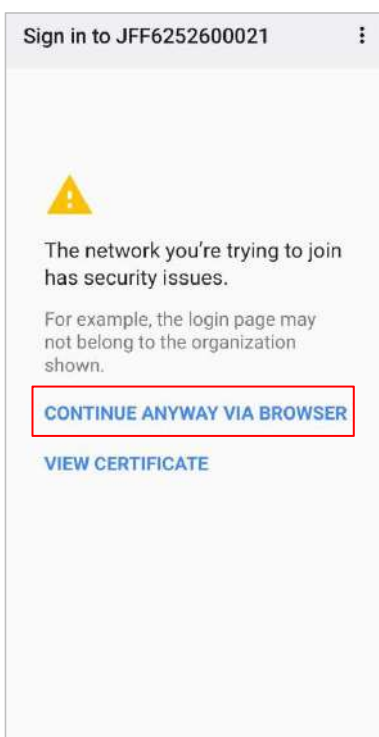 Sign in to JFF6252600021
The network you're trying to join
has security issues.
For example, the login page may
not belong to the organization
shown.
CONTINUE ANYWAY VIA BROWSER
VIEW CERTIFICATE